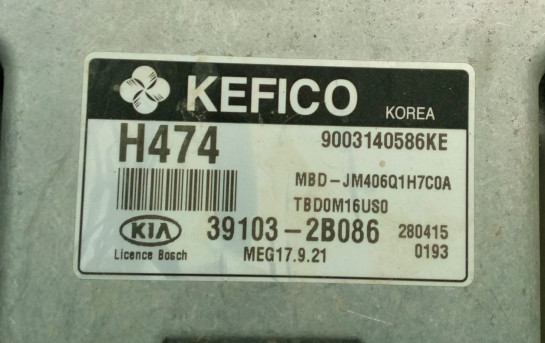 KEFICO KOREA
H474 9003140586KE
MBD-JM406Q1H7C0A
TBD0M16US0
KIA 39103-2B086 280415
Licence Bosch MEG17.9.21 0193